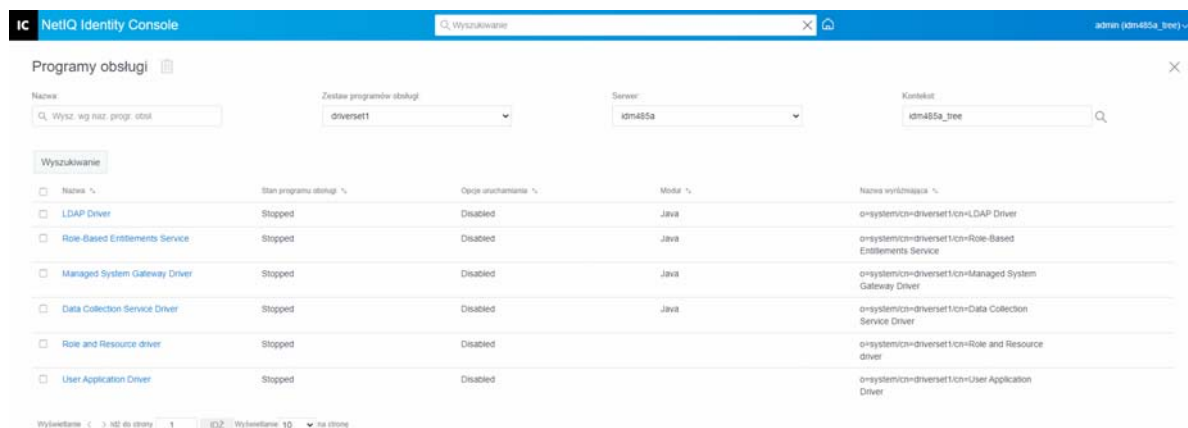 IC NetIQ Identity Console
Wyszukiwanie
admin (idm485a_tree)
Programy obsługi
Nazwa:
Zestaw programów obsługi
Serwer:
Kontekst:
Wysz. wg naz. progr. obsł.
driverset1
idm485a
idm485a_tree
Wyszukiwanie
Nazwa Stan programu obsługi Opcje uruchamiania Moduł Nazwa wyróżniająca
LDAP Driver Stopped Disabled Java o=system/cn=driverset1/cn=LDAP Driver
Role-Based Entitlements Service Stopped Disabled Java o=system/cn=driverset1/cn=Role-Based
Entitlements Service
Managed System Gateway Driver Stopped Disabled Java o=system/cn=driverset1/cn=Managed System
Gateway Driver
Data Collection Service Driver Stopped Disabled Java o=system/cn=driverset1/cn=Data Collection
Service Driver
Role and Resource driver Stopped Disabled o=system/cn=driverset1/cn=Role and Resource
driver
User Application Driver Stopped Disabled o=system/cn=driverset1/cn=User Application
Driver
Wyświetlanie < > Idź do strony 1 IDŹ Wyświetlanie 10 na stronę